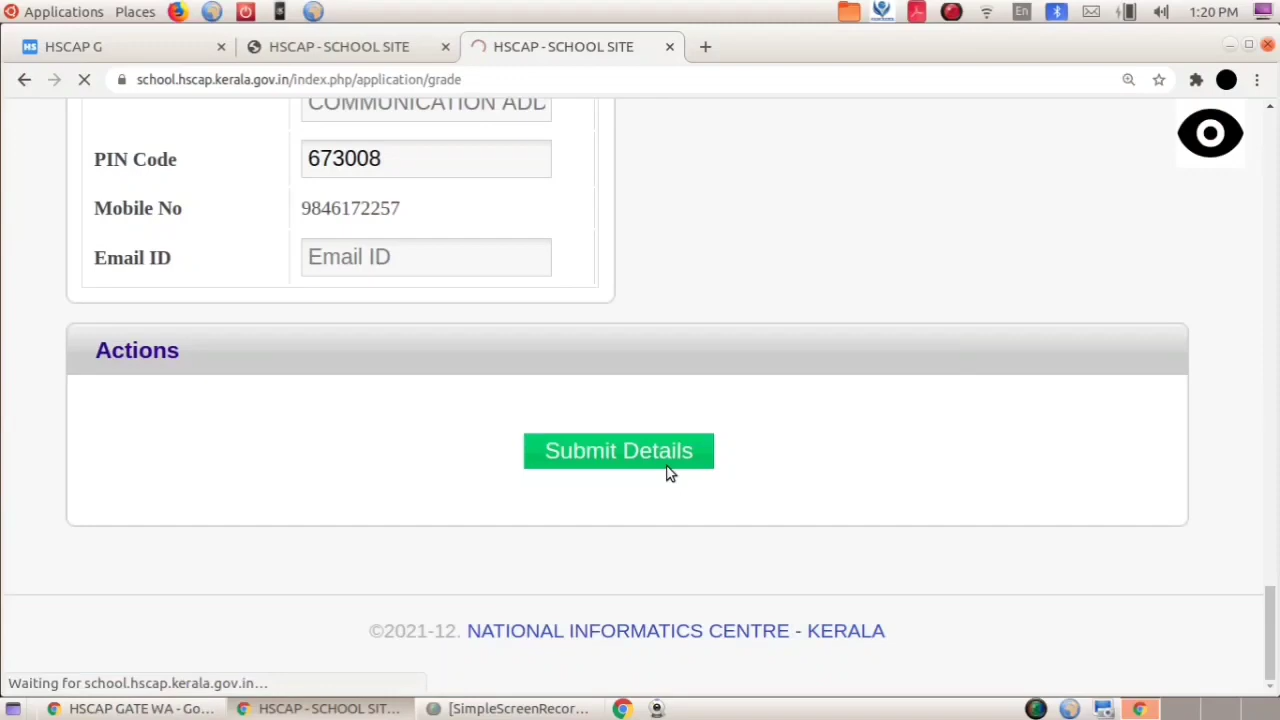 Applications Places En 1:20 PM
HS HSCAP G × HSCAP - SCHOOL SITE × HSCAP - SCHOOL SITE × +
school.hscap.kerala.gov.in/index.php/application/grade
COMMUNICATION ADD
PIN Code 673008
Mobile No 9846172257
Email ID Email ID
Actions
Submit Details
©2021-12. NATIONAL INFORMATICS CENTRE - KERALA
Waiting for school.hscap.kerala.gov.in...
HSCAP GATE WA - Go... HSCAP - SCHOOL SIT... [SimpleScreenRecor...